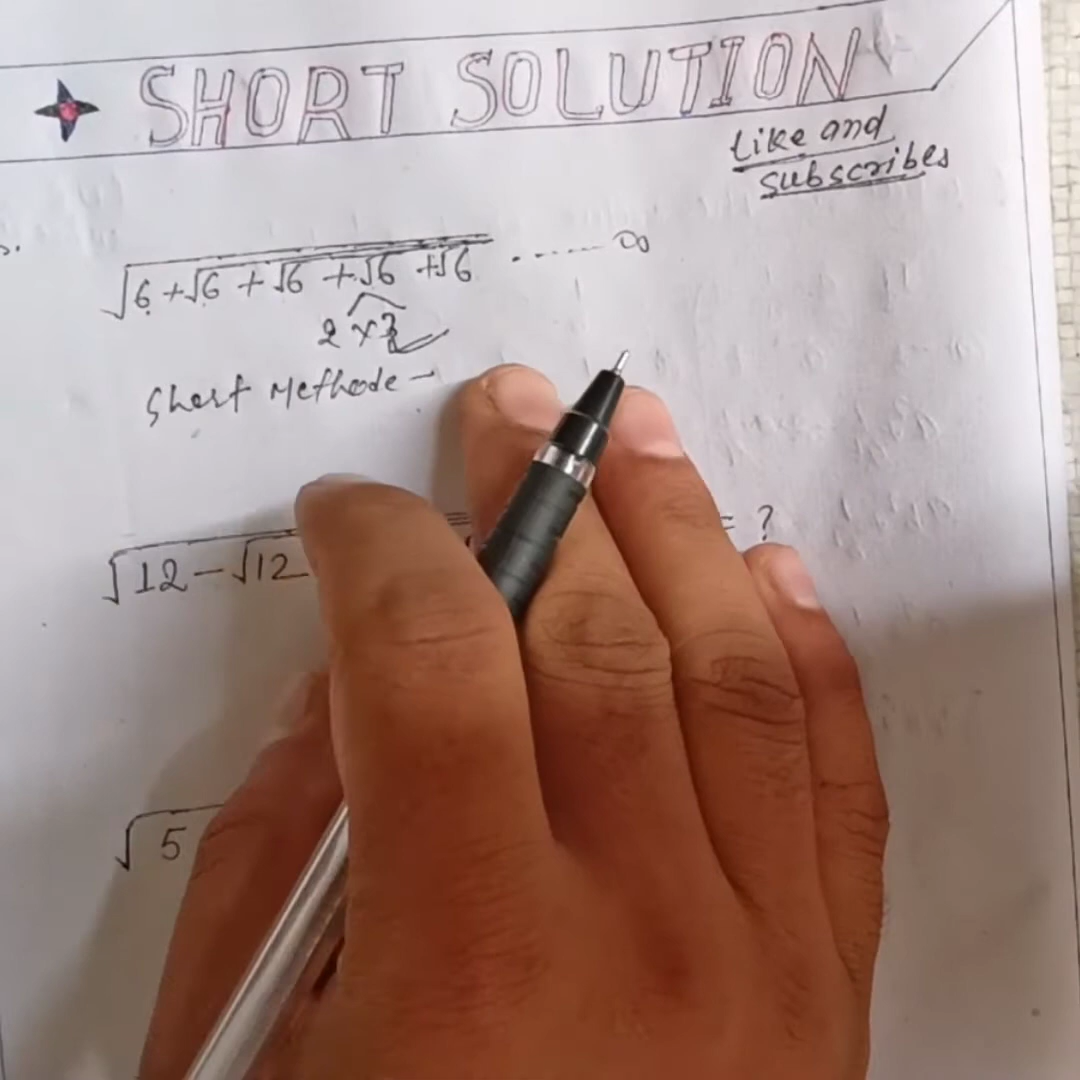 SHORT SOLUTION
Like and
subscribes
√6 + √6 + √6 + √6 + √6 ........ ∞
2 x 3
Short Methode -
√12 - √12 = ?
√5